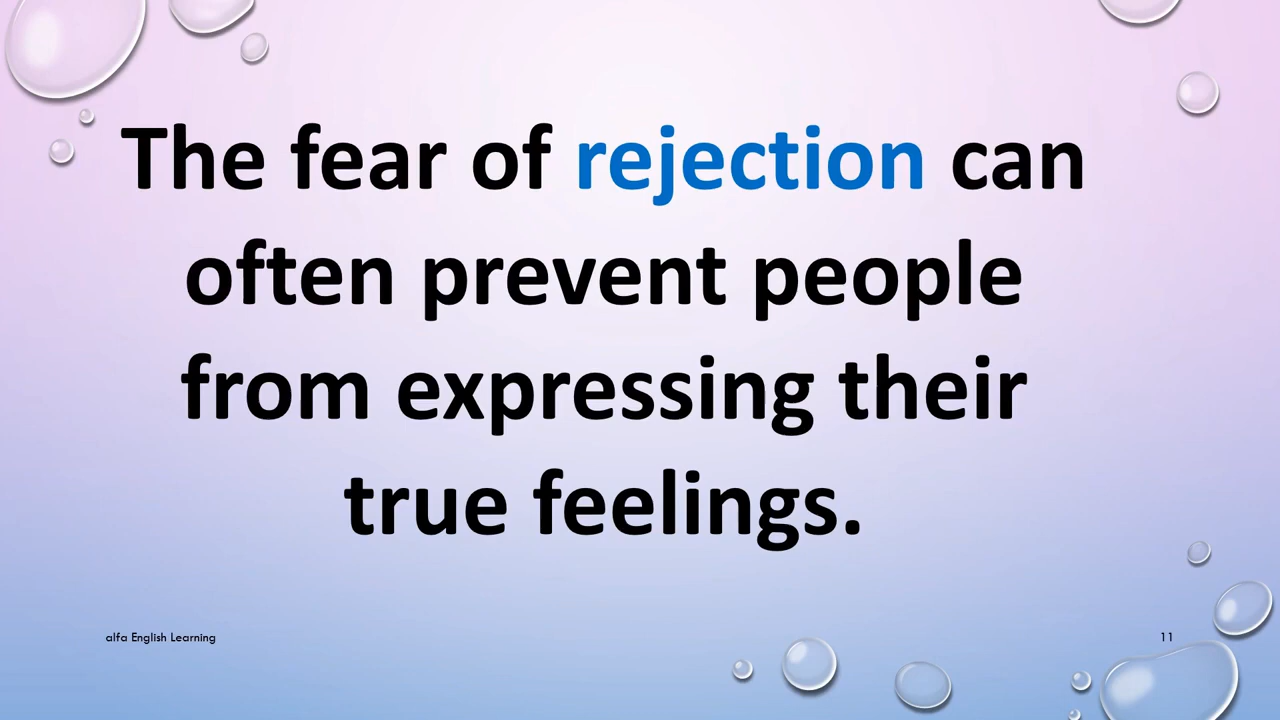 The fear of rejection can
often prevent people
from expressing their
true feelings.
alfa English Learning
11